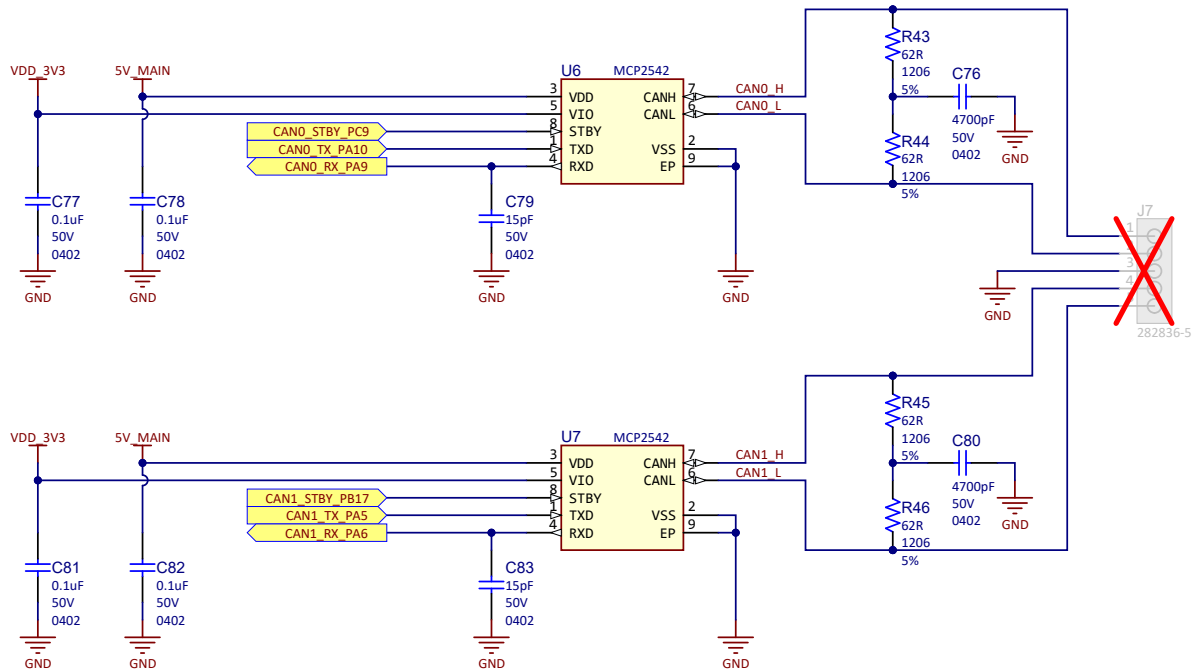 VDD_3V3
5V_MAIN
U6
MCP2542
3
VDD
CANH
7
CAN0_H
5
VIO
CANL
6
CAN0_L
CAN0_STBY_PC9
8
STBY
CAN0_TX_PA10
1
TXD
VSS
2
CAN0_RX_PA9
4
RXD
EP
9
R43
62R
1206
5%
C76
4700pF
50V
0402
GND
R44
62R
1206
5%
C77
0.1uF
50V
0402
GND
C78
0.1uF
50V
0402
GND
C79
15pF
50V
0402
GND
GND
J7
1
3
4
282836-5
GND
VDD_3V3
5V_MAIN
U7
MCP2542
3
VDD
CANH
7
CAN1_H
5
VIO
CANL
6
CAN1_L
CAN1_STBY_PB17
8
STBY
CAN1_TX_PA5
1
TXD
VSS
2
CAN1_RX_PA6
4
RXD
EP
9
R45
62R
1206
5%
C80
4700pF
50V
0402
GND
R46
62R
1206
5%
C81
0.1uF
50V
0402
GND
C82
0.1uF
50V
0402
GND
C83
15pF
50V
0402
GND
GND